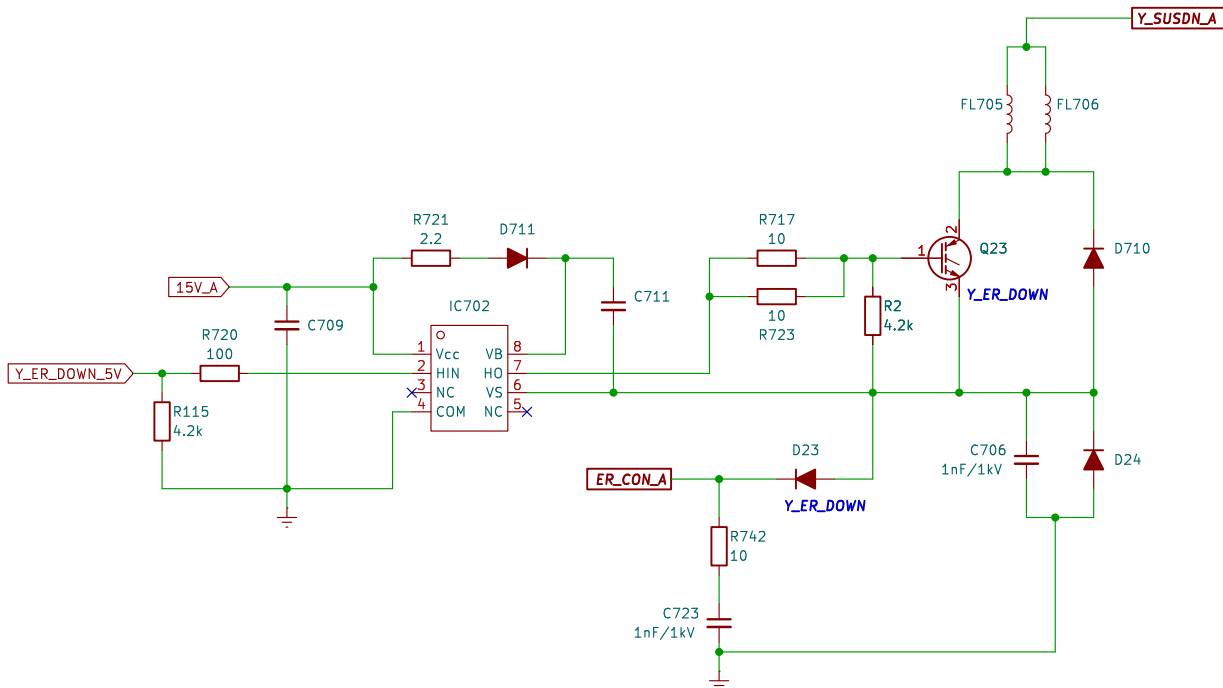 Y_SUSDN_A
FL705
FL706
R721
2.2
D711
R717
10
2
1
Q23
3
Y_ER_DOWN
D710
15V_A
C709
IC702
C711
10
R723
R2
4.2k
R720
100
Y_ER_DOWN_5V
1 Vcc VB 8
2 HIN HO 7
3 NC VS 6
4 COM NC 5
R115
4.2k
D23
ER_CON_A
Y_ER_DOWN
C706
1nF/1kV
D24
R742
10
C723
1nF/1kV